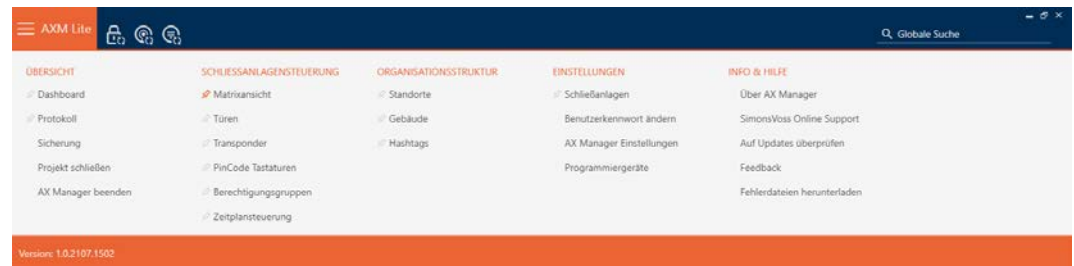 AXM Lite
Globale Suche
ÜBERSICHT
Dashboard
Protokoll
Sicherung
Projekt schließen
AX Manager beenden
SCHLIESSANLAGENSTEUERUNG
Matrixansicht
Türen
Transponder
PinCode Tastaturen
Berechtigungsgruppen
Zeitplansteuerung
ORGANISATIONSSTRUKTUR
Standorte
Gebäude
Hashtags
EINSTELLUNGEN
Schließanlagen
Benutzerkennwort ändern
AX Manager Einstellungen
Programmiergeräte
INFO & HILFE
Über AX Manager
SimonsVoss Online Support
Auf Updates überprüfen
Feedback
Fehlerdateien herunterladen
Version: 1.0.2107.1502